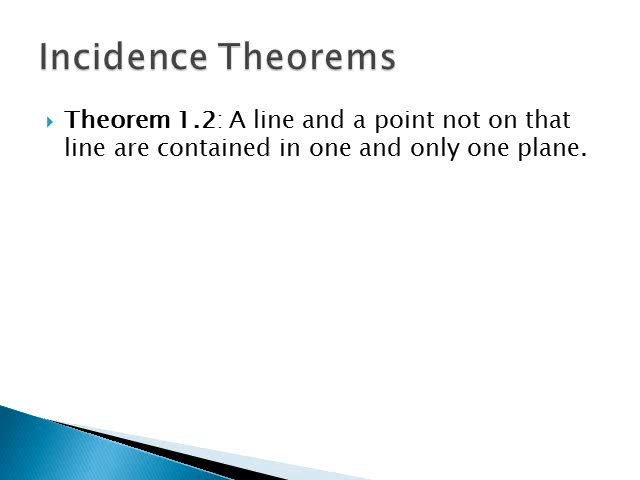 Incidence Theorems
Theorem 1.2: A line and a point not on that
line are contained in one and only one plane.